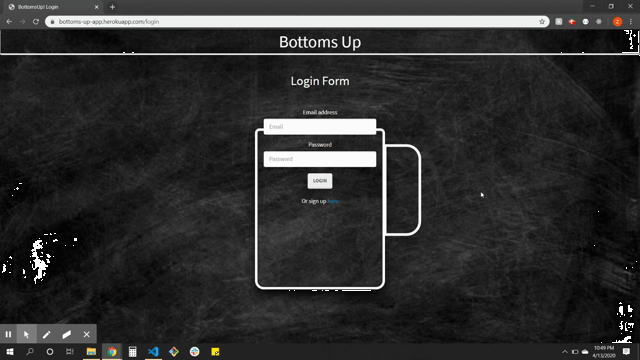 BottomsUp! Login
bottoms-up-app.herokuapp.com/login
Bottoms Up
Login Form
Email address
Email
Password
Password
LOGIN
Or sign up here
10:49 PM
4/13/2020